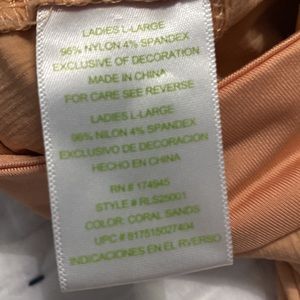 LADIES L-LARGE
96% NYLON 4% SPANDEX
EXCLUSIVE OF DECORATION
MADE IN CHINA
FOR CARE SEE REVERSE
LADIES L-LARGE
96% NILON 4% SPANDEX
EXCLUSIVO DE DECORACION
HECHO EN CHINA
RN # 174945
STYLE # RLS25001
COLOR: CORAL SANDS
UPC # 917515027404
INDICACIONES EN EL RVERSO